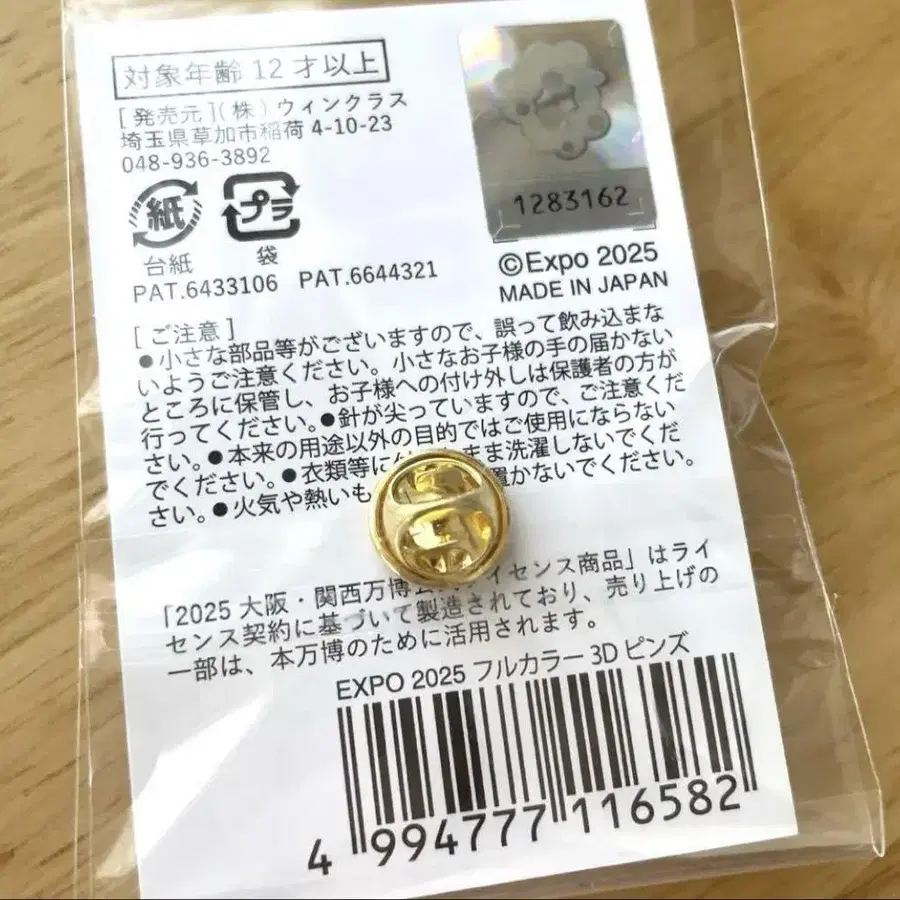 対象年齢 12 才以上
[ 発売元 ](株) ウィンクラス
埼玉県草加市稲荷 4-10-23
048-936-3892
紙
プラ
台紙
袋
PAT.6433106 PAT.6644321
1283162
©Expo 2025
MADE IN JAPAN
[ ご注意 ]
●小さな部品等がございますので、誤って飲み込まな
いようご注意ください。小さなお子様の手の届かない
ところに保管し、お子様への付け外しは保護者の方が
行ってください。●針が尖っていますので、ご注意くだ
さい。●本来の用途以外の目的ではご使用にならない
でください。●衣類等に まま洗濯しないでくだ
さい。●火気や熱いも 置かないでください。
「2025 大阪・関西万博 イセンス商品」はライ
センス契約に基づいて製造されており、売り上げの
一部は、本万博のために活用されます。
EXPO 2025 フルカラー 3D ピンズ
4 994777 116582